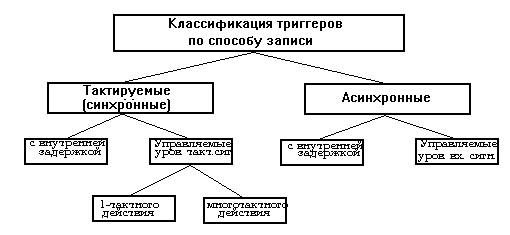 Классификация триггеров
по способу записи
Тактируемые
(синхронные)
Асинхронные
с внутренней
задержкой
Управляемые
уров такт.сиг
с внутренней
задержкой
Управляемые
уров вх. сигн.
1-тактного
действия
многотактного
действия